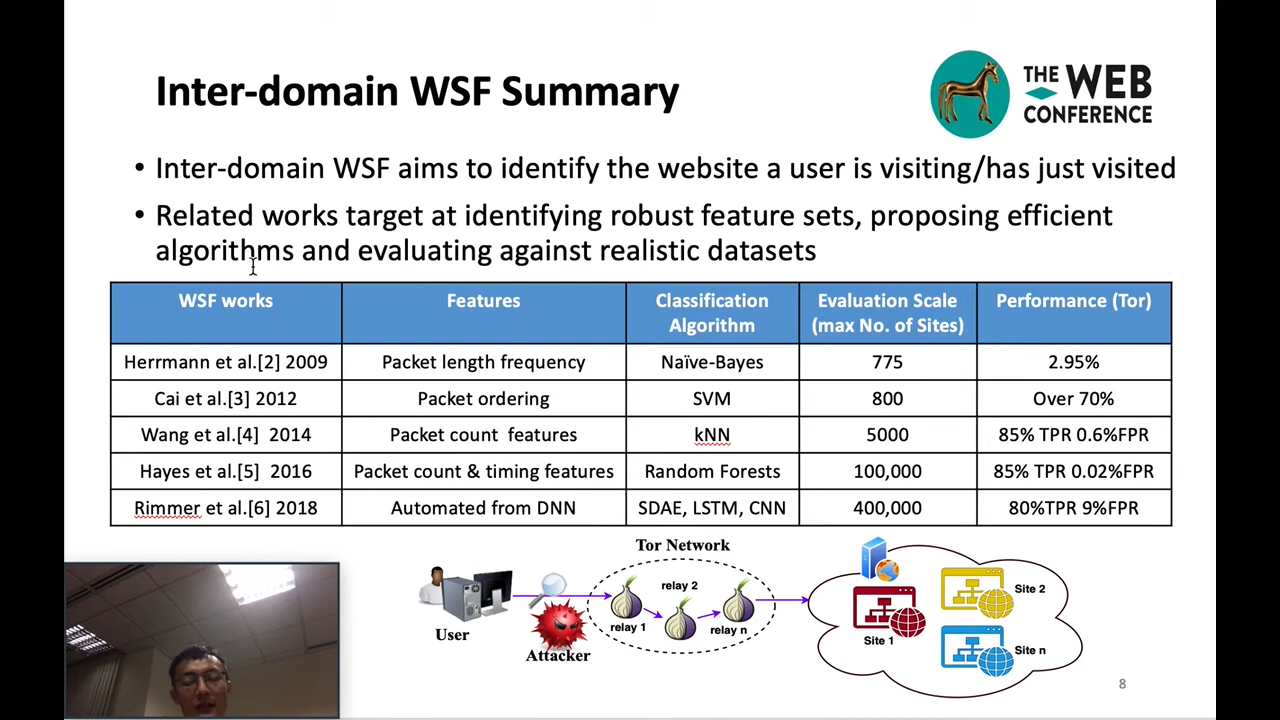 Inter-domain WSF Summary
THE WEB
CONFERENCE
• Inter-domain WSF aims to identify the website a user is visiting/has just visited
• Related works target at identifying robust feature sets, proposing efficient
algorithms and evaluating against realistic datasets
WSF works Features Classification Algorithm Evaluation Scale (max No. of Sites) Performance (Tor)
Herrmann et al.[2] 2009 Packet length frequency Naïve-Bayes 775 2.95%
Cai et al.[3] 2012 Packet ordering SVM 800 Over 70%
Wang et al.[4] 2014 Packet count features kNN 5000 85% TPR 0.6%FPR
Hayes et al.[5] 2016 Packet count & timing features Random Forests 100,000 85% TPR 0.02%FPR
Rimmer et al.[6] 2018 Automated from DNN SDAE, LSTM, CNN 400,000 80%TPR 9%FPR
Tor Network
User
Attacker
relay 1
relay 2
relay n
Site 1
Site 2
Site n
8